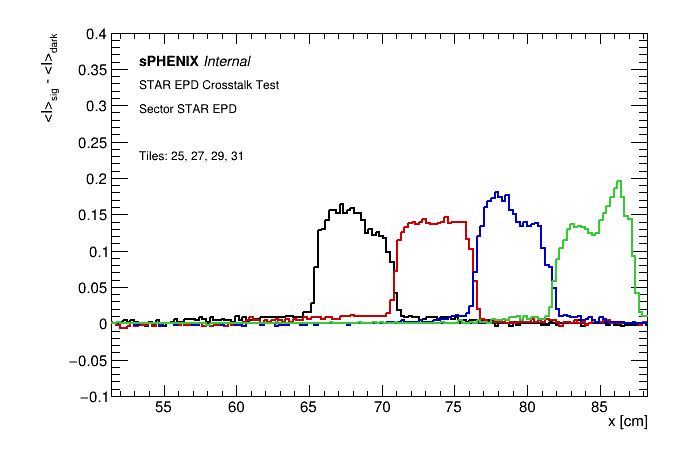 <I>sig - <I>dark
0.4
0.35
0.3
0.25
0.2
0.15
0.1
0.05
0
−0.05
−0.1
sPHENIX Internal
STAR EPD Crosstalk Test
Sector STAR EPD
Tiles: 25, 27, 29, 31
55 60 65 70 75 80 85
x [cm]